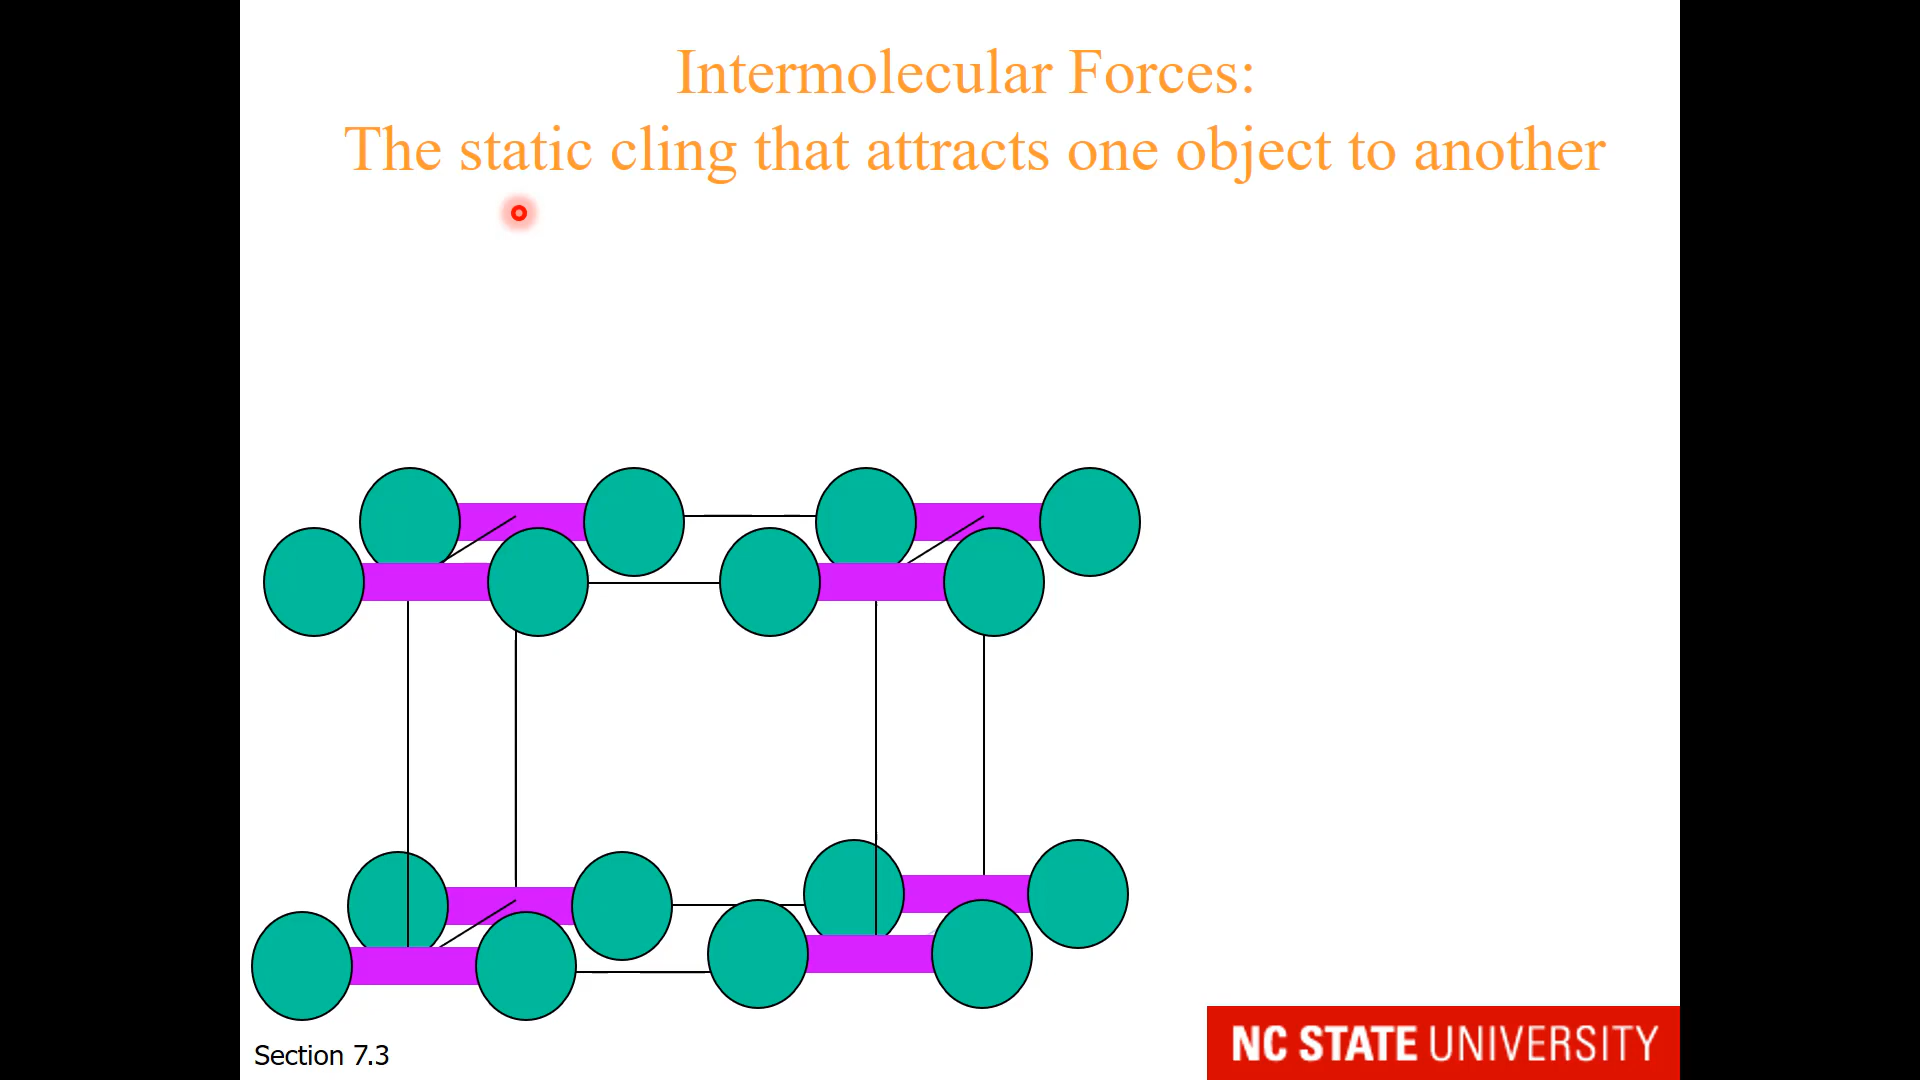 Intermolecular Forces:
The static cling that attracts one object to another
Section 7.3
NC STATE UNIVERSITY